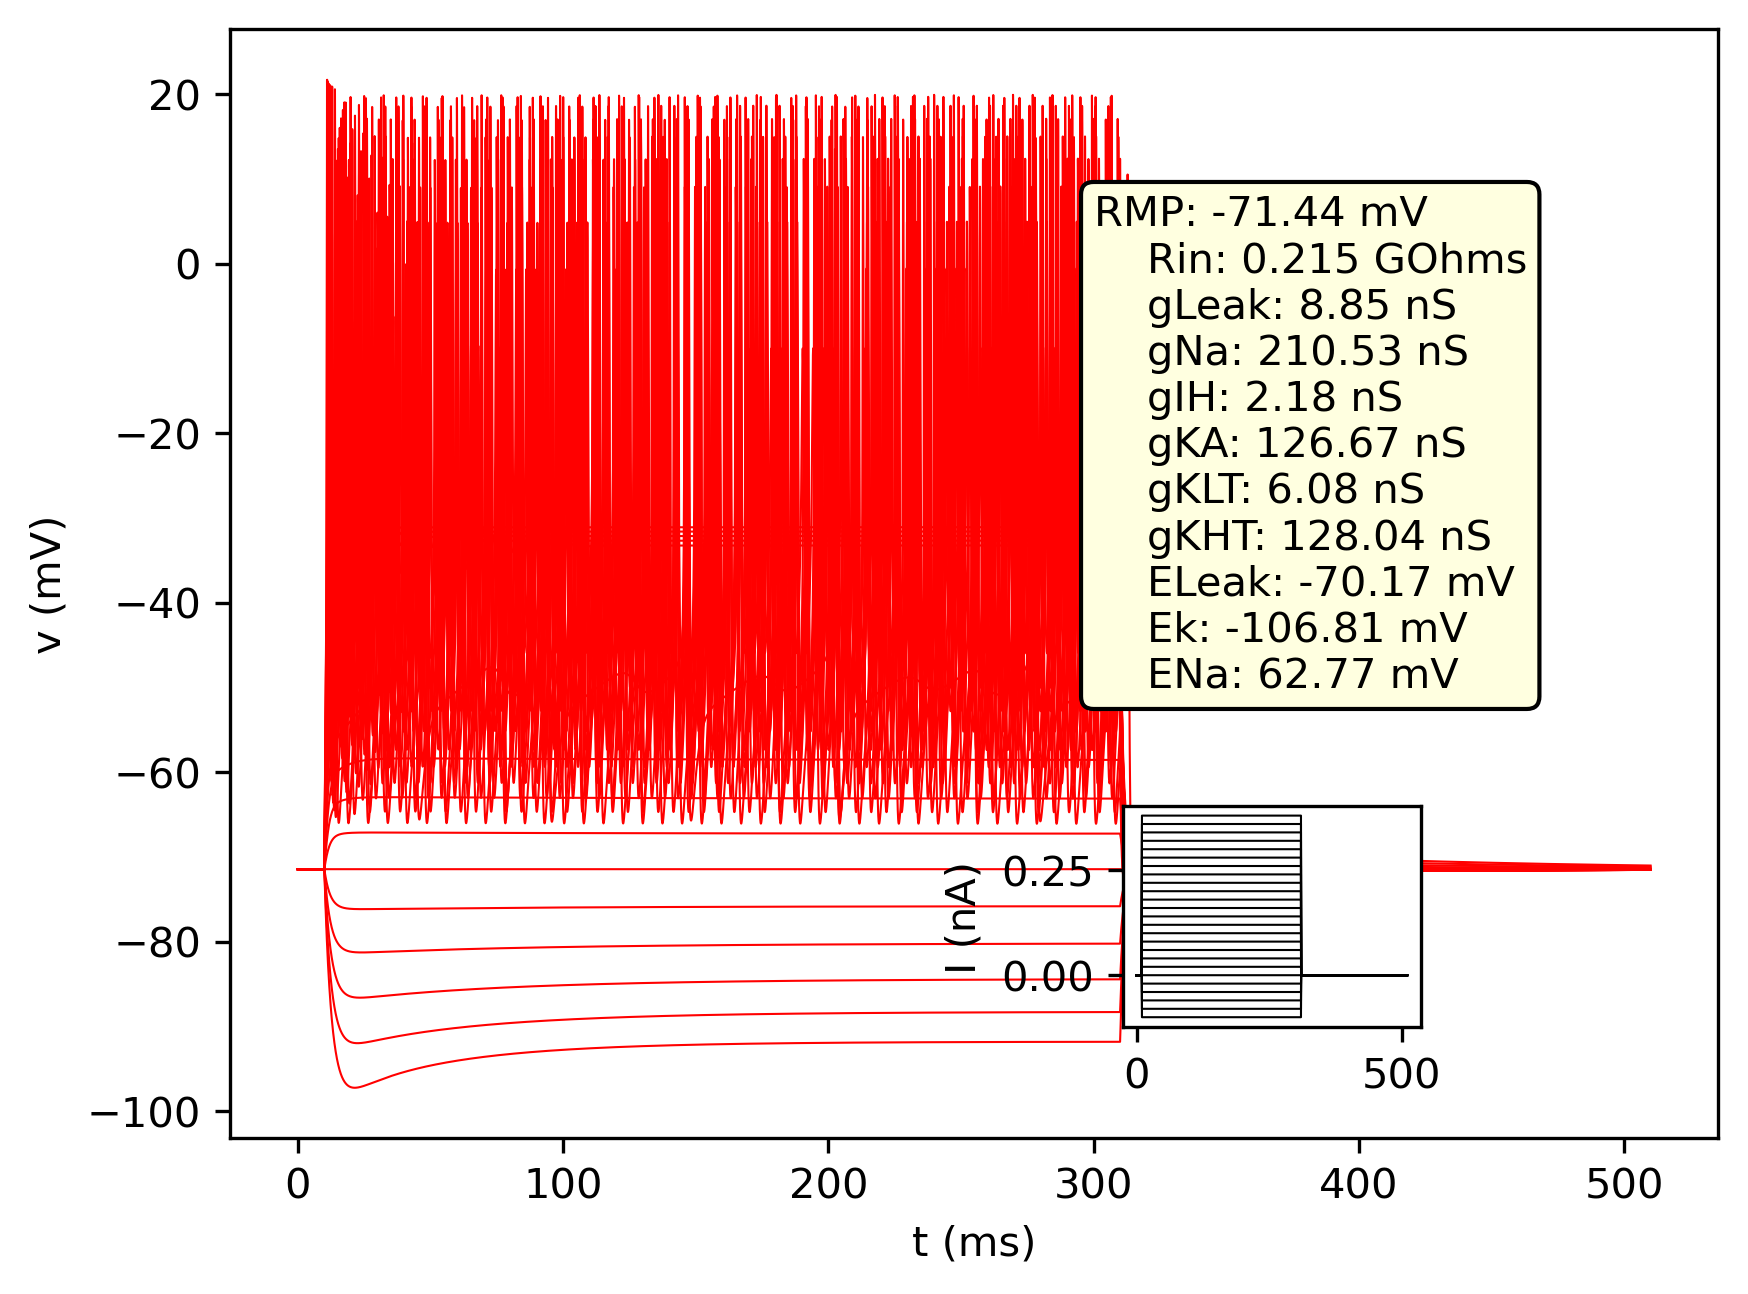 20
0
−20
−40
−60
−80
−100
v (mV)
RMP: -71.44 mV
Rin: 0.215 GOhms
gLeak: 8.85 nS
gNa: 210.53 nS
gIH: 2.18 nS
gKA: 126.67 nS
gKLT: 6.08 nS
gKHT: 128.04 nS
ELeak: -70.17 mV
Ek: -106.81 mV
ENa: 62.77 mV
I (nA)
0.25
0.00
0 500
0 100 200 300 400 500
t (ms)